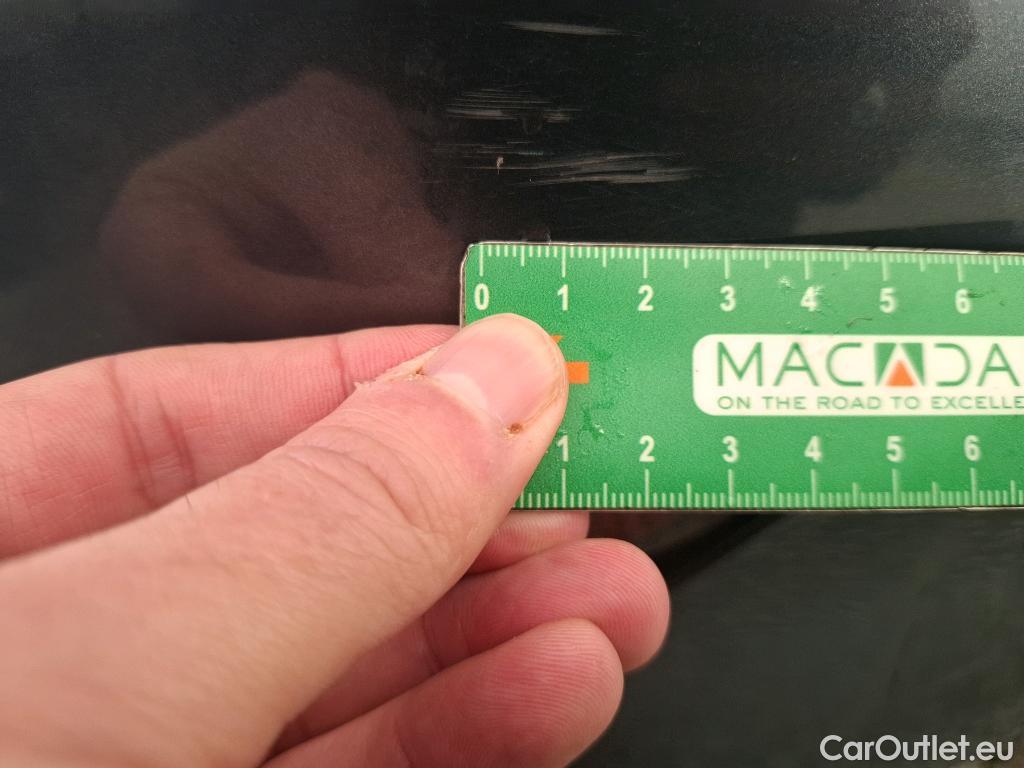 0 1 2 3 4 5 6
MACADA
ON THE ROAD TO EXCELLE
1 2 3 4 5 6
CarOutlet.eu